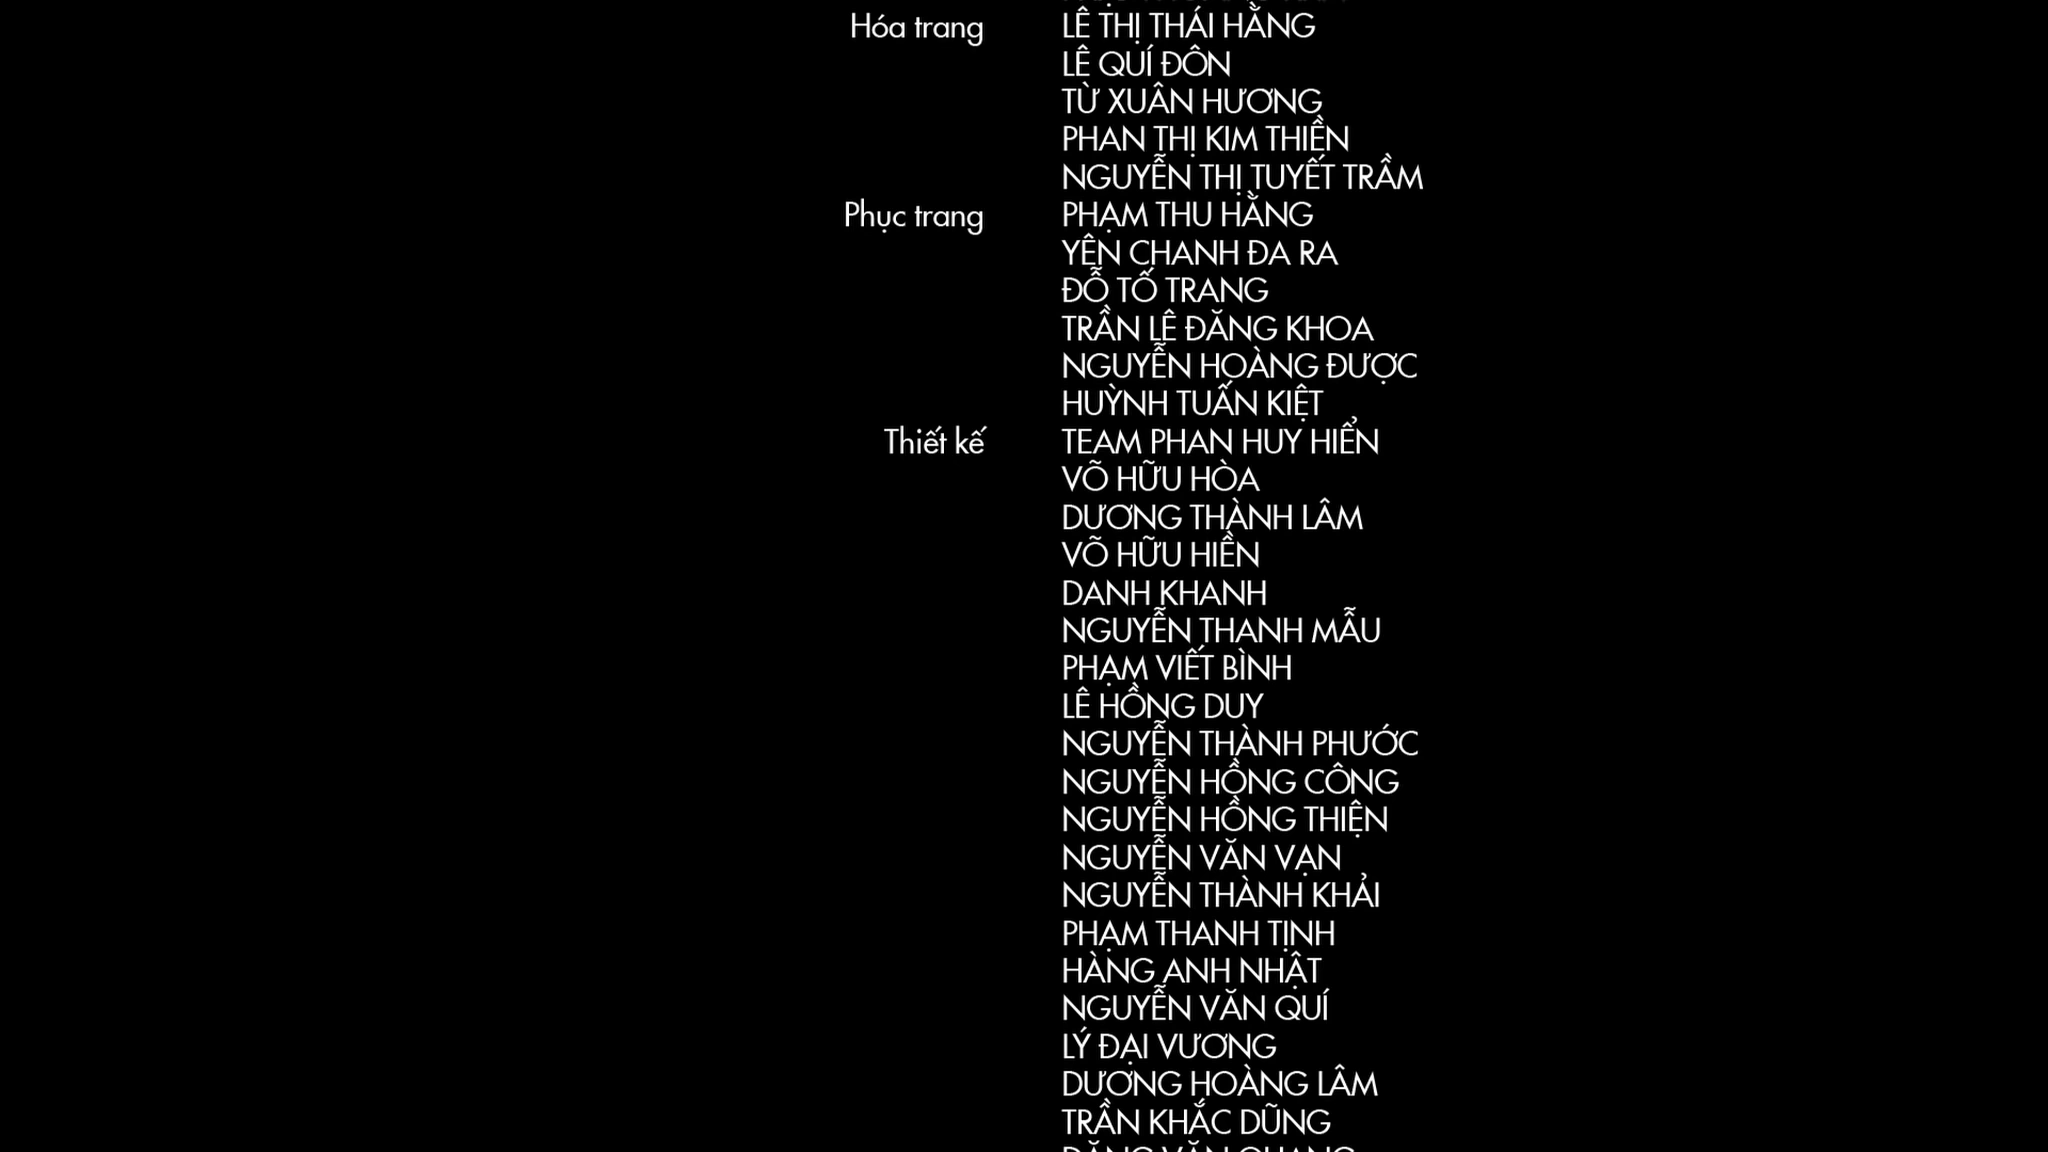 Hóa trang LÊ THỊ THÁI HẰNG
LÊ QUÍ ĐÔN
TỪ XUÂN HƯƠNG
PHAN THỊ KIM THIỀN
NGUYỄN THỊ TUYẾT TRẦM
Phục trang PHẠM THU HẰNG
YÊN CHANH ĐA RA
ĐỖ TỐ TRANG
TRẦN LÊ ĐĂNG KHOA
NGUYỄN HOÀNG ĐƯỢC
HUỲNH TUẤN KIỆT
Thiết kế TEAM PHAN HUY HIỂN
VÕ HỮU HÒA
DƯƠNG THÀNH LÂM
VÕ HỮU HIỀN
DANH KHANH
NGUYỄN THANH MẪU
PHẠM VIẾT BÌNH
LÊ HỒNG DUY
NGUYỄN THÀNH PHƯỚC
NGUYỄN HỒNG CÔNG
NGUYỄN HỒNG THIỆN
NGUYỄN VĂN VẠN
NGUYỄN THÀNH KHẢI
PHẠM THANH TỊNH
HÀNG ANH NHẬT
NGUYỄN VĂN QUÍ
LÝ ĐẠI VƯƠNG
DƯƠNG HOÀNG LÂM
TRẦN KHẮC DŨNG
ĐẶNG VĂN QUANG